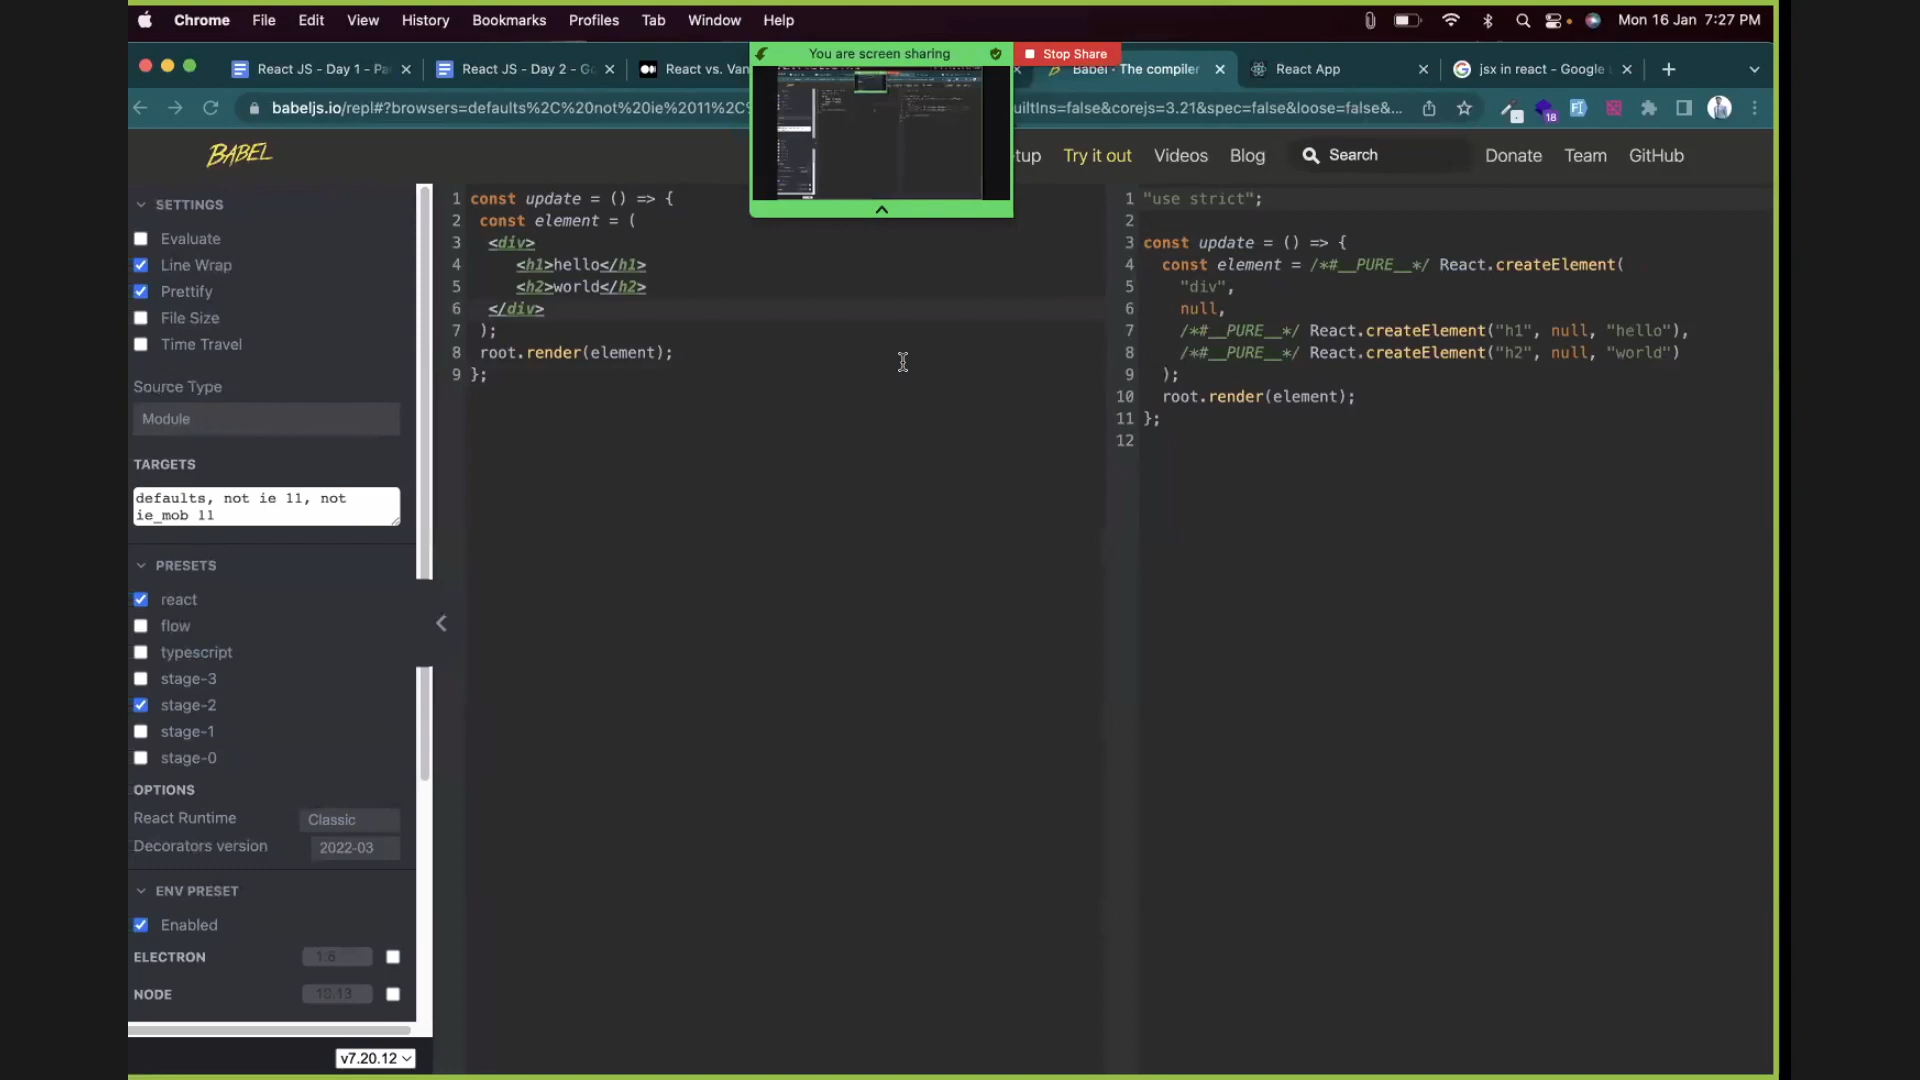 Chrome File Edit View History Bookmarks Profiles Tab Window Help Mon 16 Jan 7:27 PM
You are screen sharing Stop Share
React JS - Day 1 - Pa React JS - Day 2 - G React vs. Van Babel - The compiler React App jsx in react - Google
babeljs.io/repl#?browsers=defaults%2C%20not%20ie%2011%2C% uiltIns=false&corejs=3.21&spec=false&loose=false&...
18
BABEL tup Try it out Videos Blog Search Donate Team GitHub
SETTINGS
Evaluate
Line Wrap
Prettify
File Size
Time Travel
Source Type
Module
TARGETS
defaults, not ie 11, not
ie_mob 11
PRESETS
react
flow
typescript
stage-3
stage-2
stage-1
stage-0
OPTIONS
React Runtime Classic
Decorators version 2022-03
ENV PRESET
Enabled
ELECTRON 1.8
NODE 10.13
v7.20.12
1 const update = () => {
2 const element = (
3 <div>
4 <h1>hello</h1>
5 <h2>world</h2>
6 </div>
7 );
8 root.render(element);
9 };
1 "use strict";
2
3 const update = () => {
4 const element = /*#__PURE__*/ React.createElement(
5 "div",
6 null,
7 /*#__PURE__*/ React.createElement("h1", null, "hello"),
8 /*#__PURE__*/ React.createElement("h2", null, "world")
9 );
10 root.render(element);
11 };
12